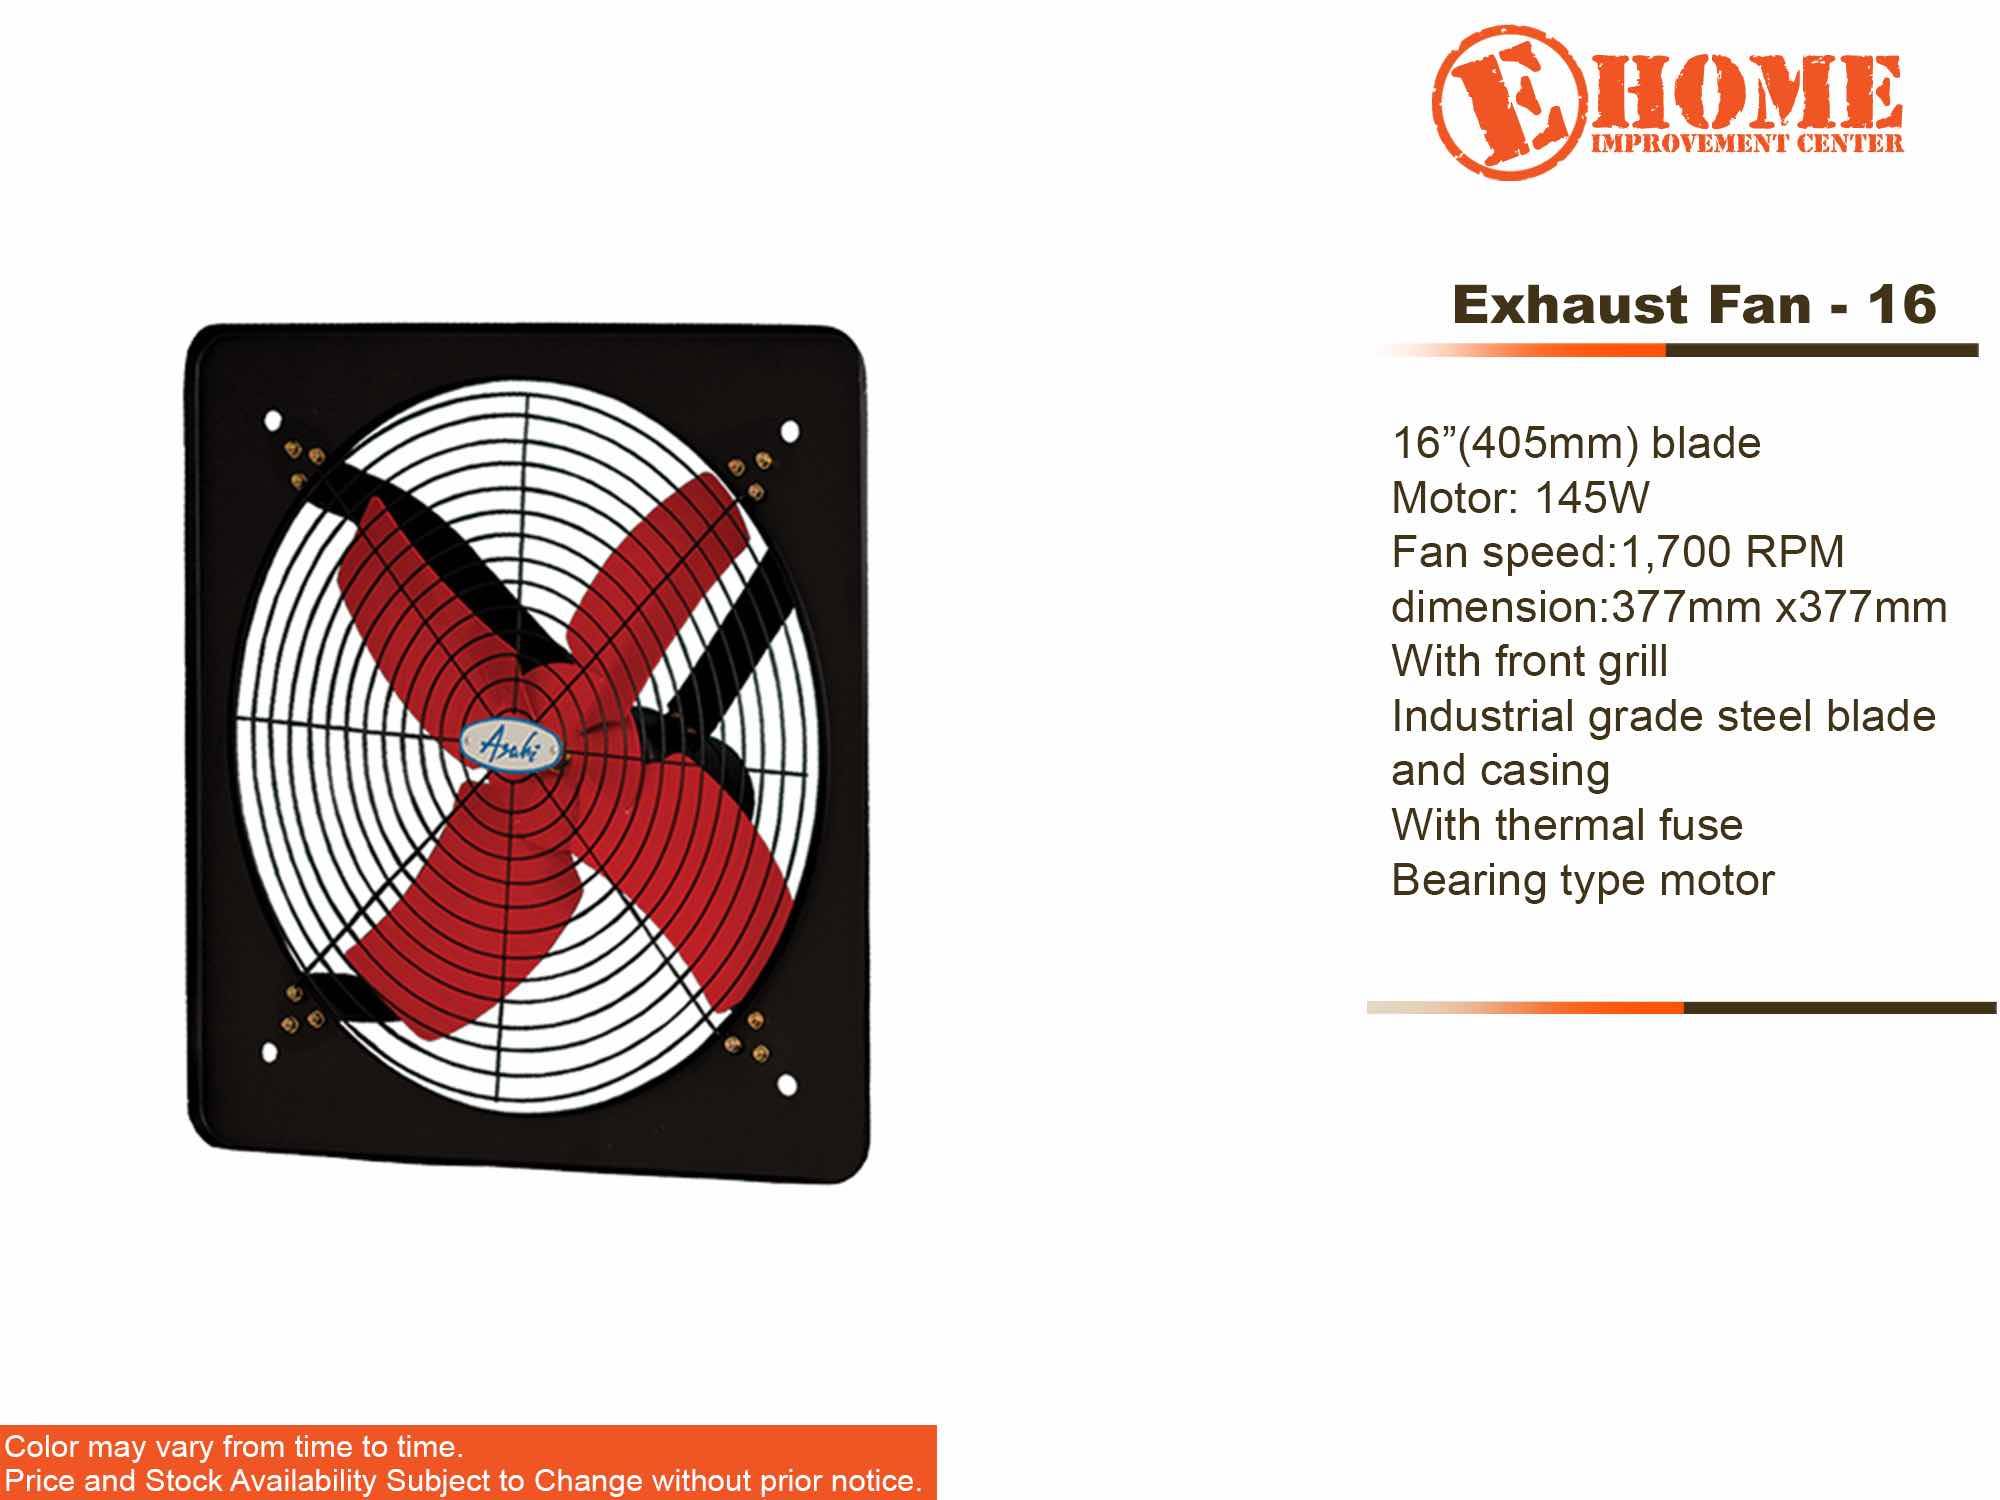 E HOME
IMPROVEMENT CENTER
Exhaust Fan - 16
16”(405mm) blade
Motor: 145W
Fan speed:1,700 RPM
dimension:377mm x377mm
With front grill
Industrial grade steel blade
and casing
With thermal fuse
Bearing type motor
Asahi
Color may vary from time to time.
Price and Stock Availability Subject to Change without prior notice.